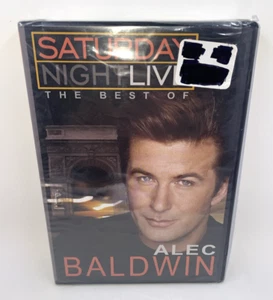 SATURDAY
NIGHT LIVE
THE BEST OF
ALEC
BALDWIN